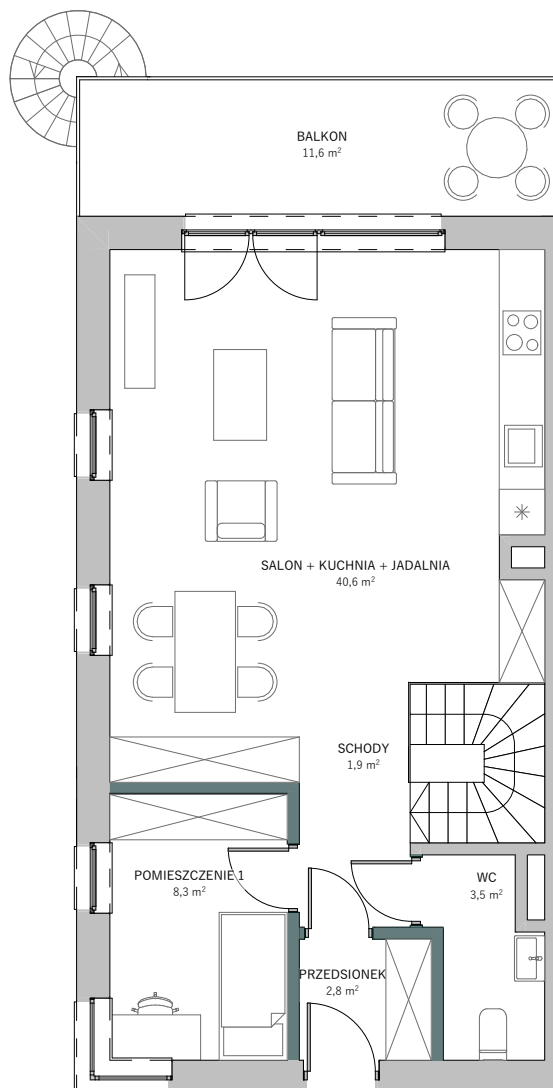 BALKON
11,6 m²
SALON + KUCHNIA + JADALNIA
40,6 m²
SCHODY
1,9 m²
POMIESZCZENIE 1
8,3 m²
WC
3,5 m²
PRZEDSIONEK
2,8 m²